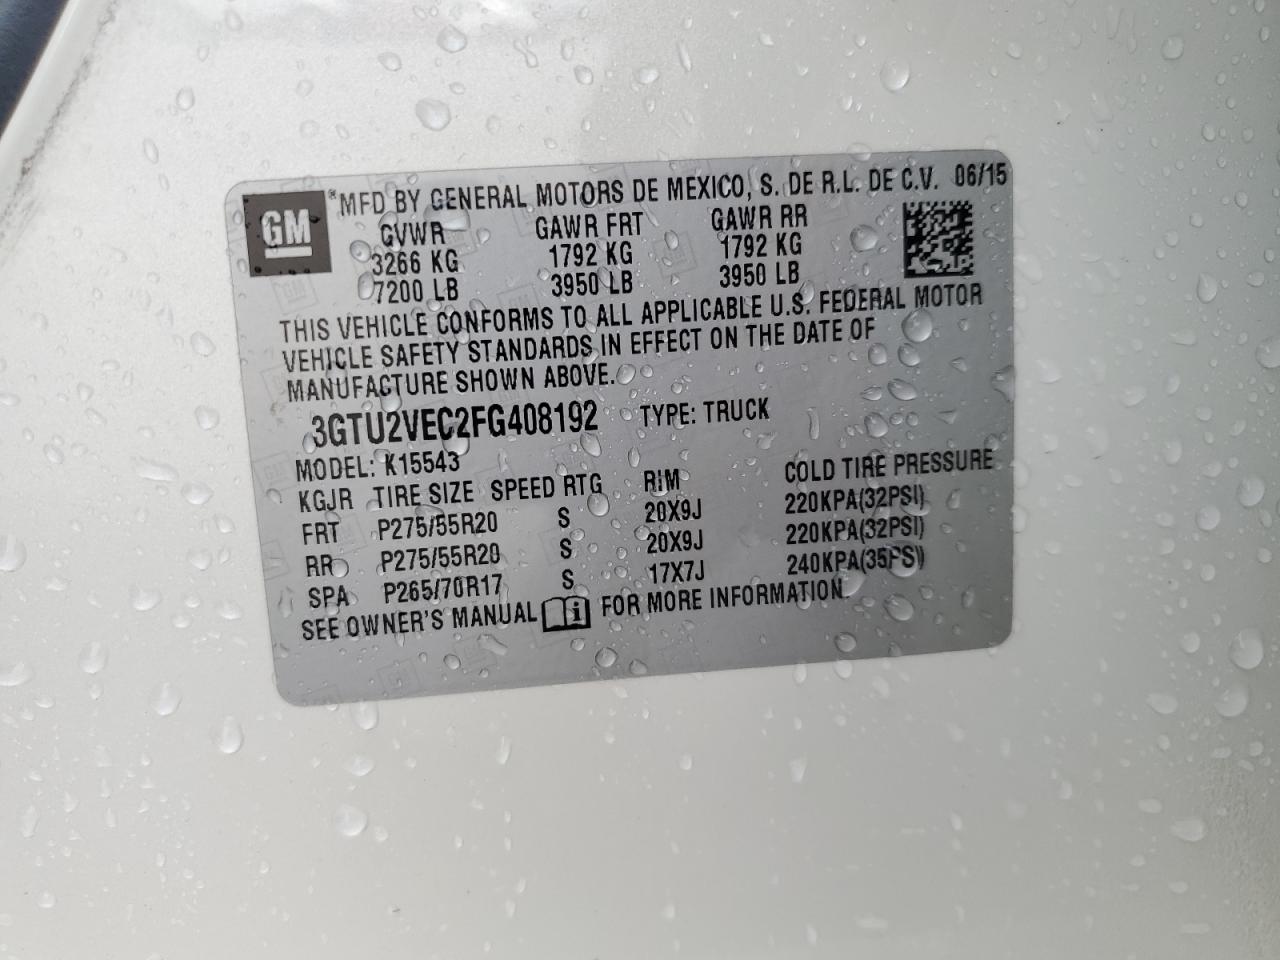 GM
*MFD BY GENERAL MOTORS DE MEXICO, S. DE R.L. DE C.V. 06/15
GVWR GAWR FRT GAWR RR
3266 KG 1792 KG 1792 KG
7200 LB 3950 LB 3950 LB
THIS VEHICLE CONFORMS TO ALL APPLICABLE U.S. FEDERAL MOTOR
VEHICLE SAFETY STANDARDS IN EFFECT ON THE DATE OF
MANUFACTURE SHOWN ABOVE.
3GTU2VEC2FG408192 TYPE: TRUCK
MODEL: K15543
KGJR TIRE SIZE SPEED RTG RIM COLD TIRE PRESSURE
FRT P275/55R20 S 20X9J 220KPA(32PSI)
RR P275/55R20 S 20X9J 220KPA(32PSI)
SPA P265/70R17 S 17X7J 240KPA(35PSI)
SEE OWNER'S MANUAL i FOR MORE INFORMATION.